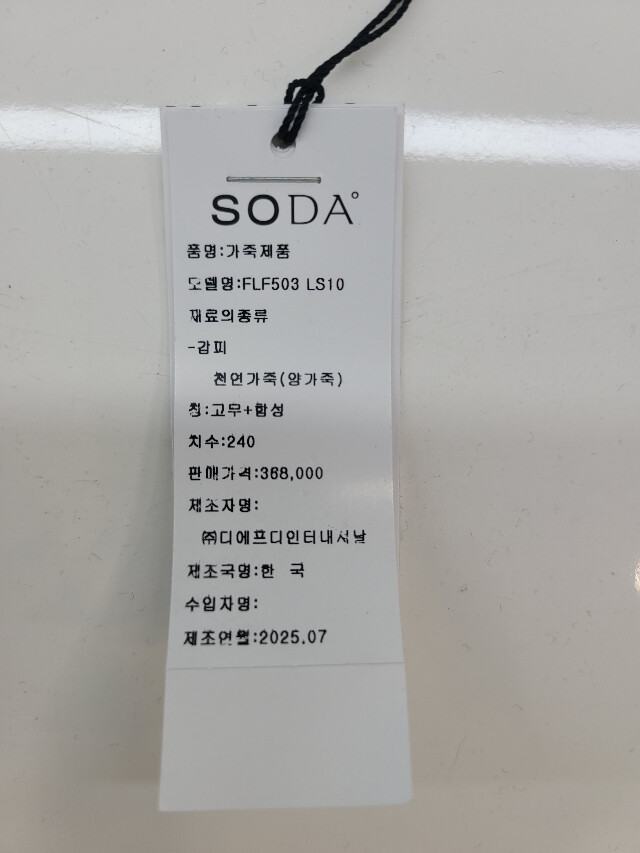 SODA
품명:가죽제품
모델명:FLF503 LS10
재료의종류
-갑피
천연가죽(양가죽)
창:고무+합성
치수:240
판매가격:368,000
제조자명:
㈜디에프디인터내셔날
제조국명:한 국
수입자명:
제조연월:2025.07